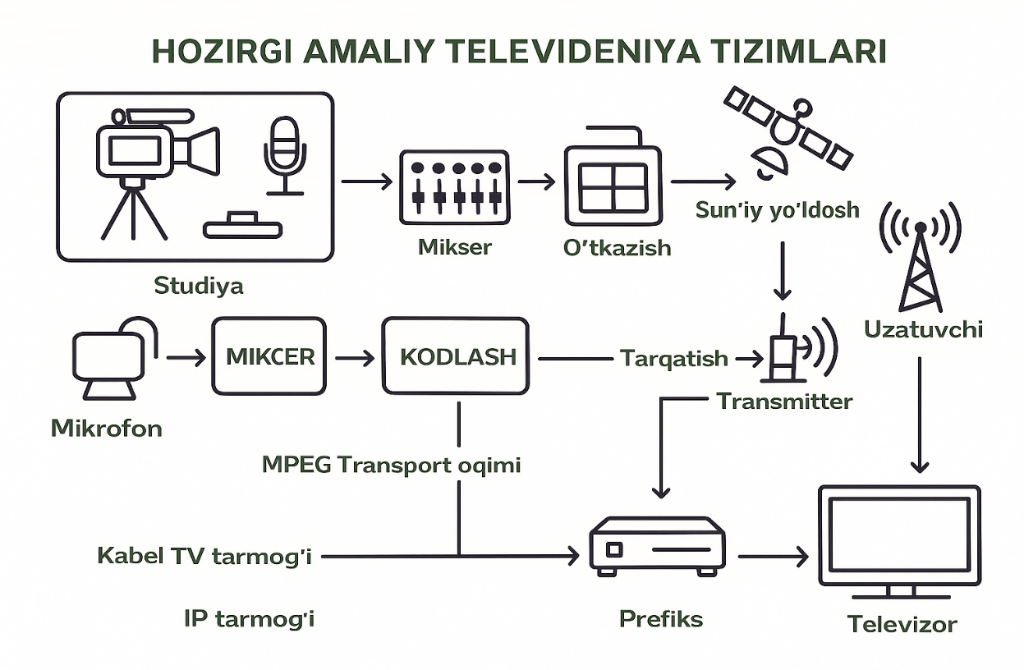 HOZIRGI AMALIY TELEVIDENIYA TIZIMLARI
Studiya
Mikser
O'tkazish
Sun'iy yo'ldosh
Uzatuvchi
Mikrofon
MIKCER
KODLASH
Tarqatish
Transmitter
MPEG Transport oqimi
Kabel TV tarmog'i
IP tarmog'i
Prefiks
Televizor